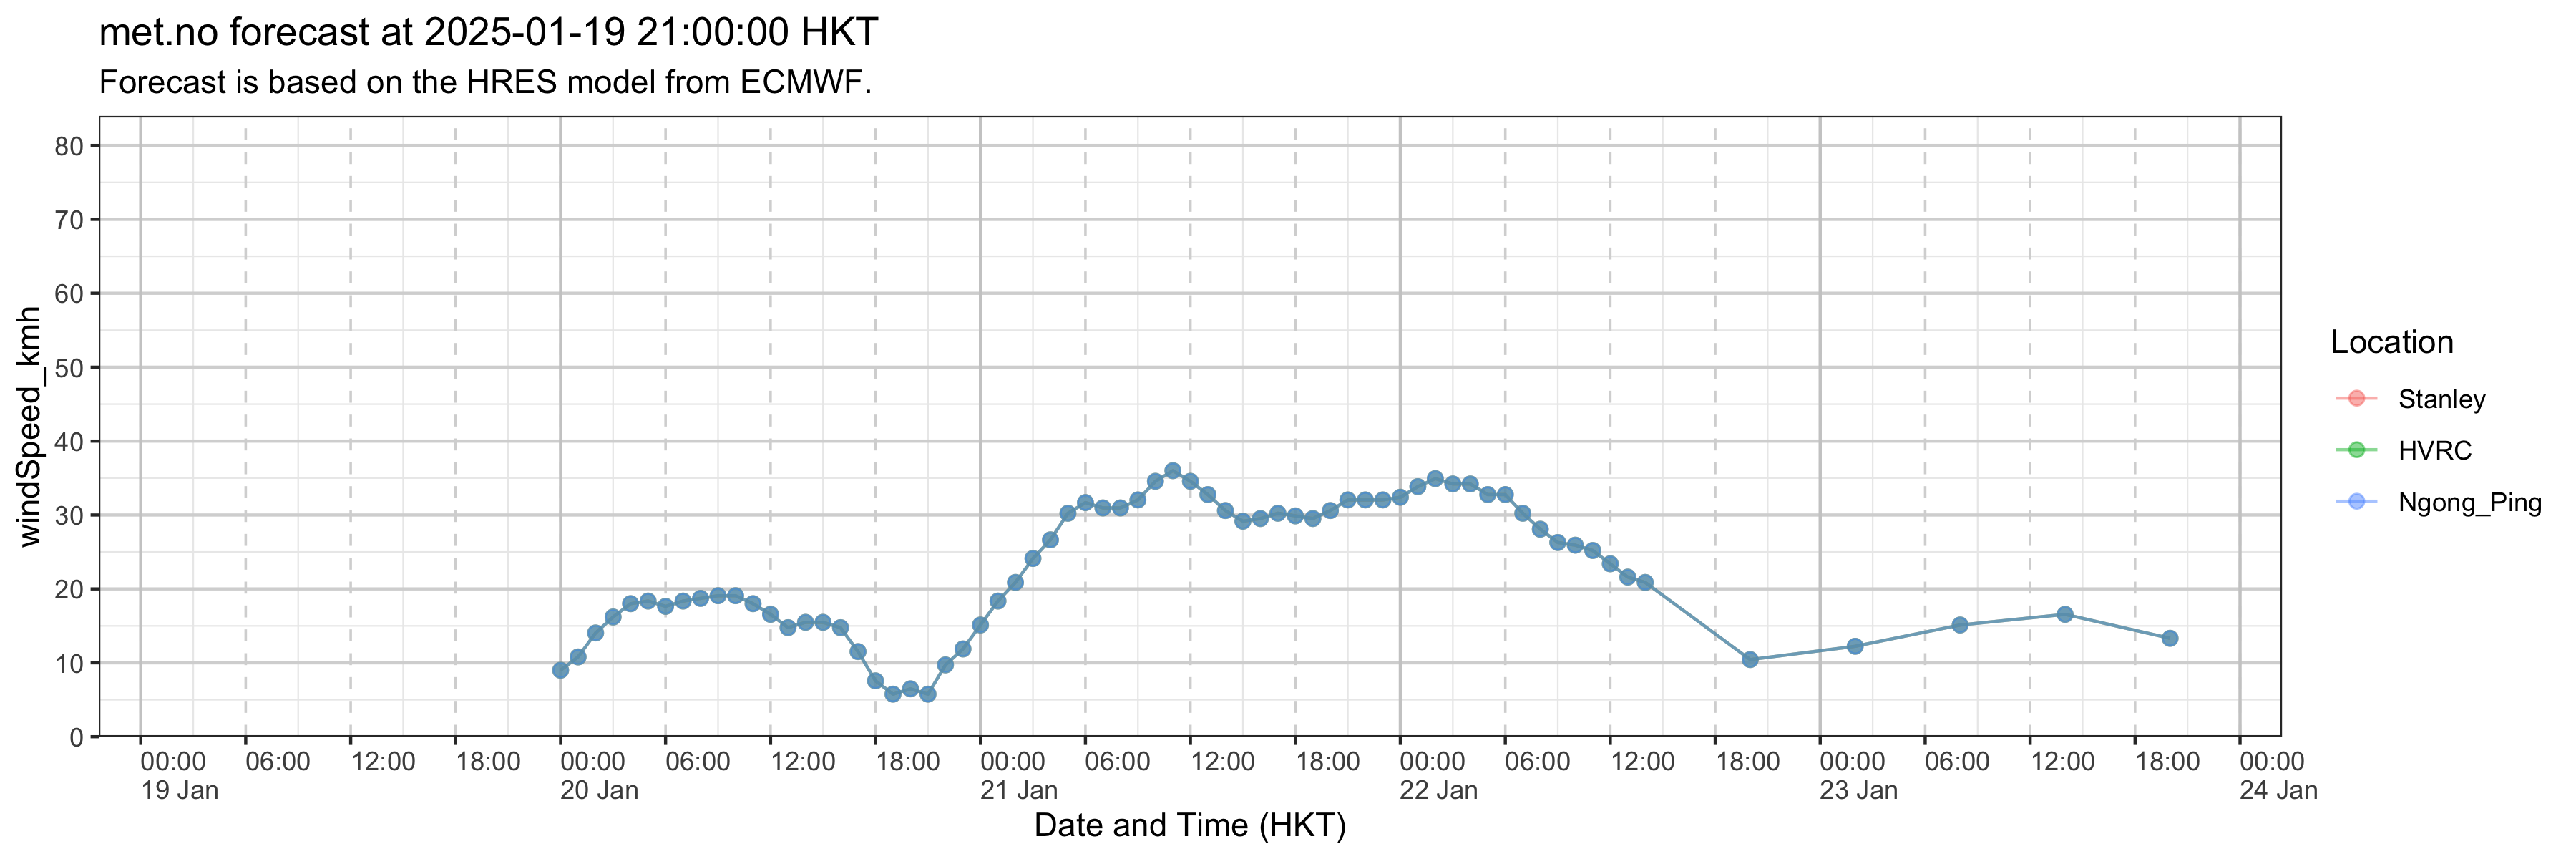 met.no forecast at 2025-01-19 21:00:00 HKT
Forecast is based on the HRES model from ECMWF.
windSpeed_kmh
80
70
60
50
40
30
20
10
0
00:00 06:00 12:00 18:00 00:00 06:00 12:00 18:00 00:00 06:00 12:00 18:00 00:00 06:00 12:00 18:00 00:00 06:00 12:00 18:00 00:00
19 Jan 20 Jan 21 Jan 22 Jan 23 Jan 24 Jan
Date and Time (HKT)
Location
Stanley
HVRC
Ngong_Ping